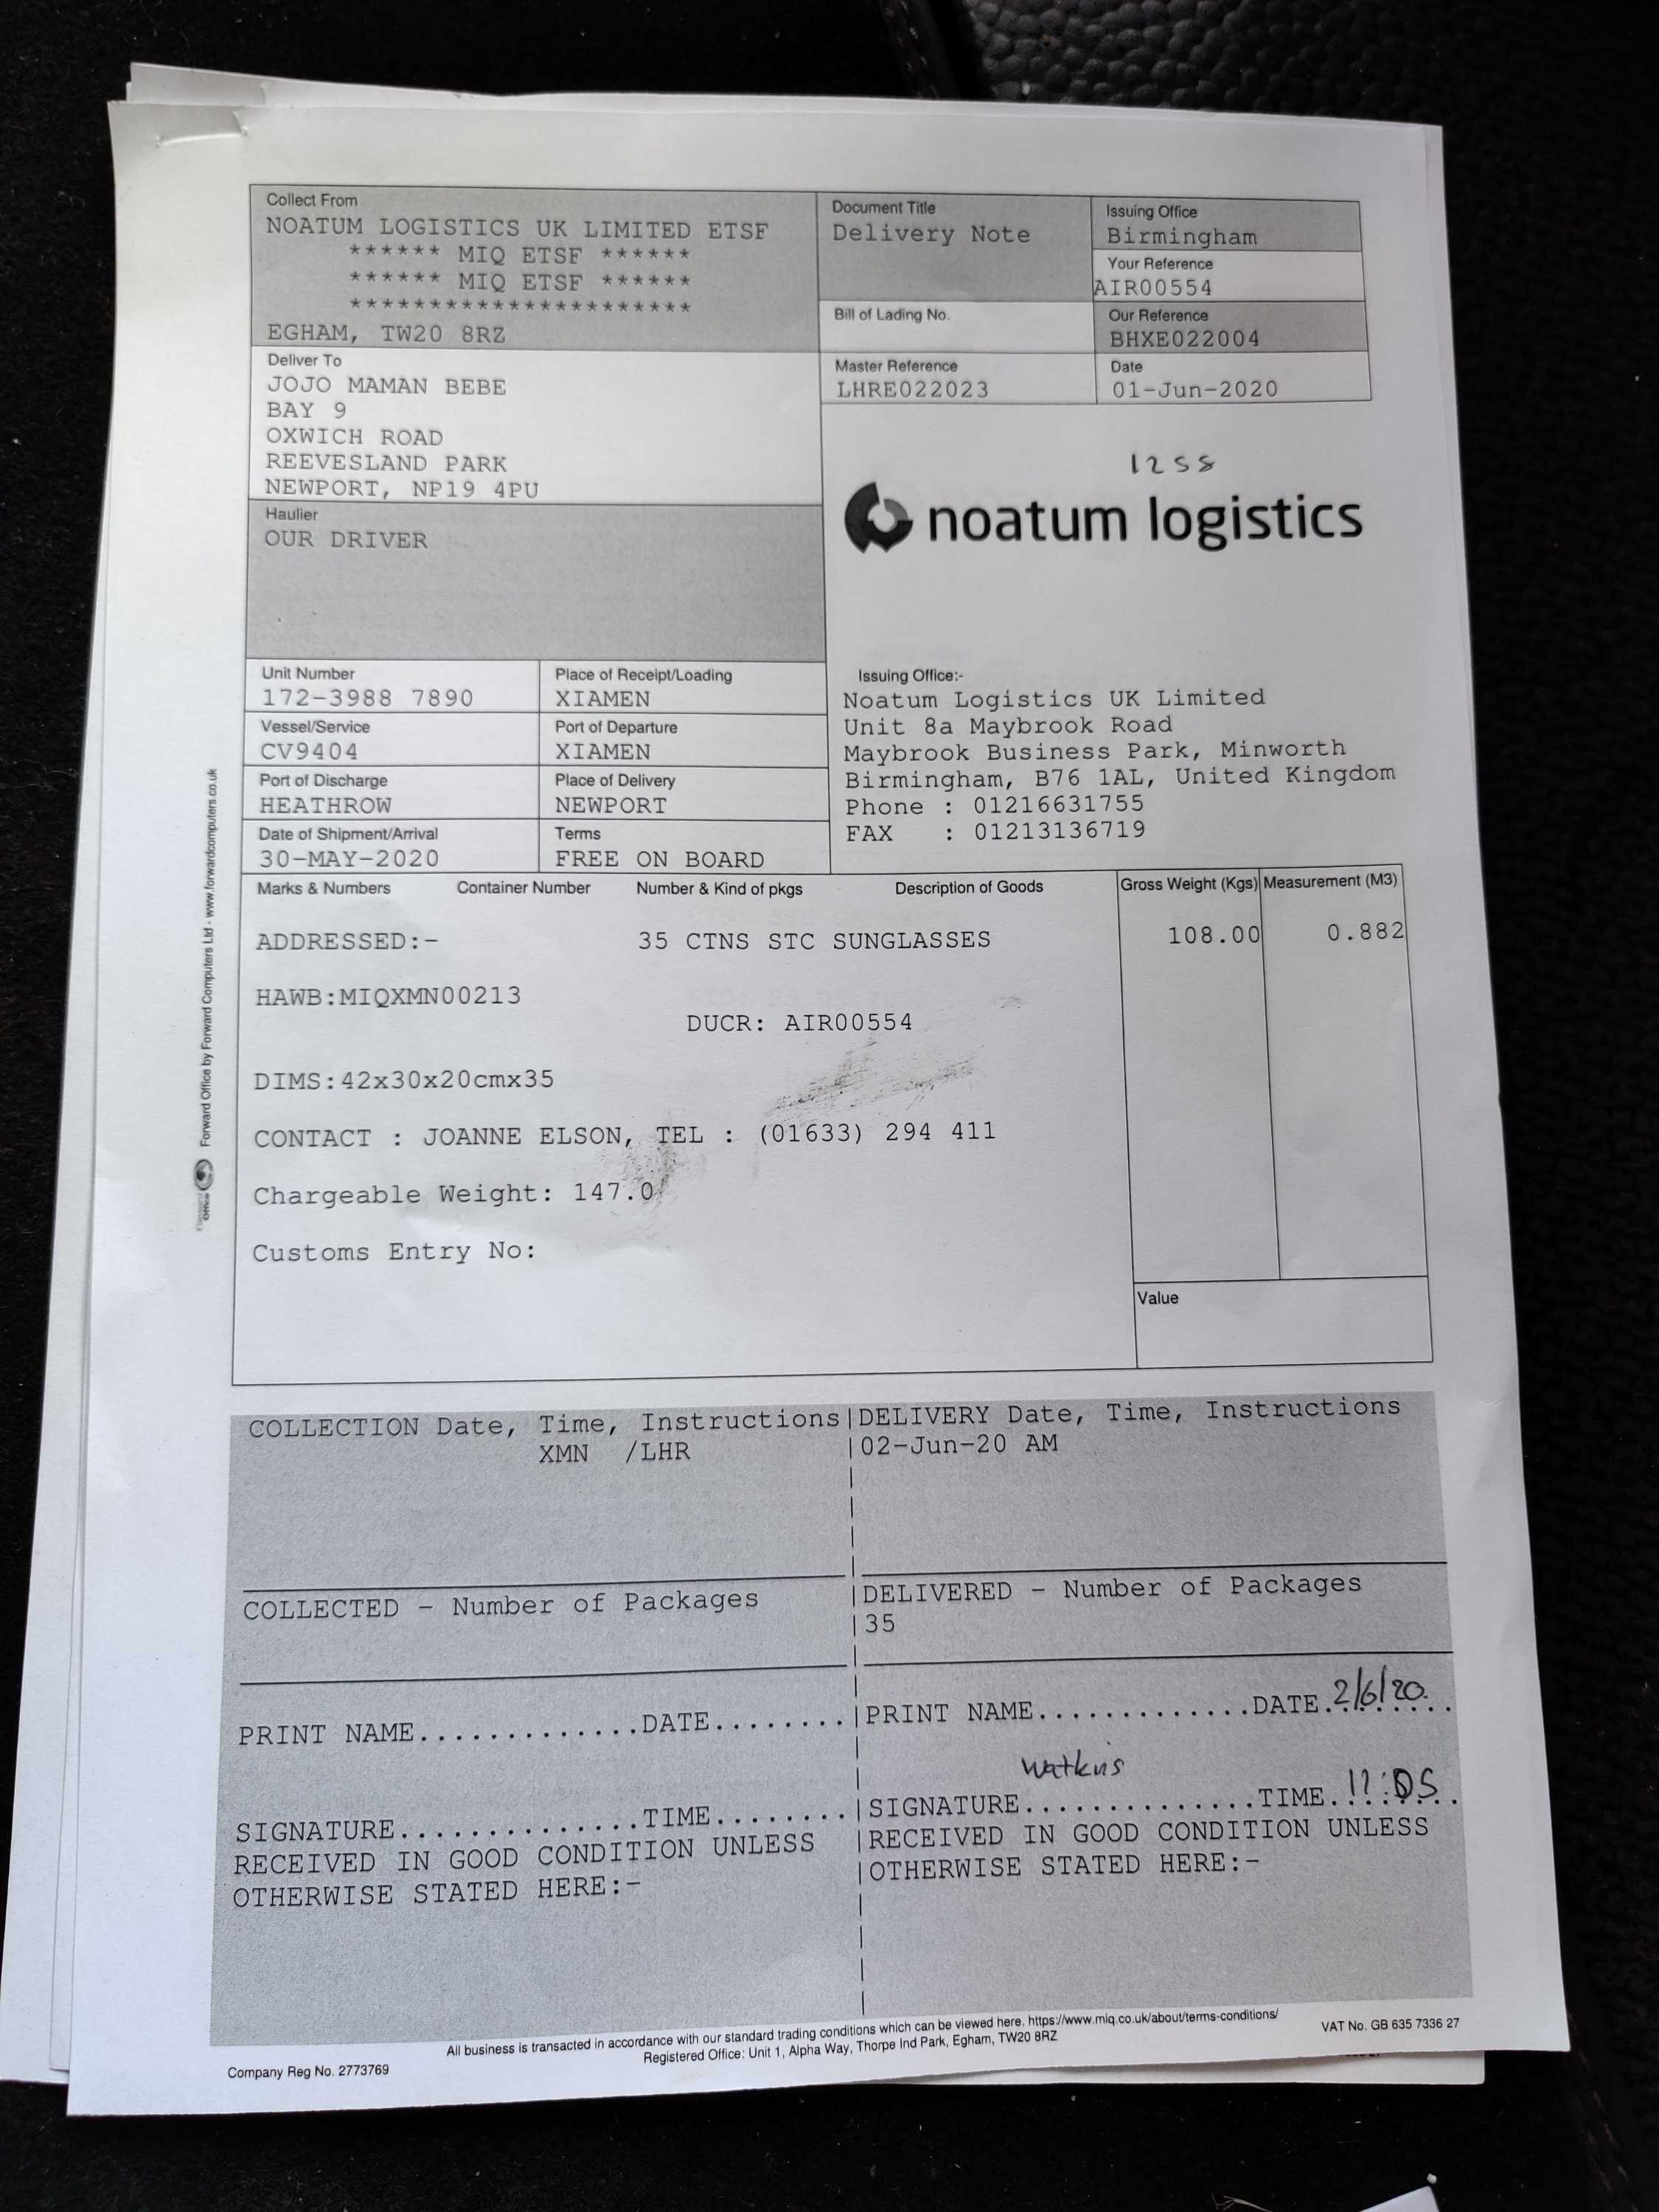 Collect From
NOATUM LOGISTICS UK LIMITED ETSF
****** MIQ ETSF ******
****** MIQ ETSF ******
**********************
EGHAM, TW20 8RZ
Document Title
Delivery Note
Issuing Office
Birmingham
Your Reference
AIR00554
Bill of Lading No.
Our Reference
BHXE022004
Master Reference
LHRE022023
Date
01-Jun-2020
Deliver To
JOJO MAMAN BEBE
BAY 9
OXWICH ROAD
REEVESLAND PARK
NEWPORT, NP19 4PU
Haulier
OUR DRIVER
noatum logistics
Unit Number
172-3988 7890
Place of Receipt/Loading
XIAMEN
Vessel/Service
CV9404
Port of Departure
XIAMEN
Port of Discharge
HEATHROW
Place of Delivery
NEWPORT
Date of Shipment/Arrival
30-MAY-2020
Terms
FREE ON BOARD
Issuing Office:-
Noatum Logistics UK Limited
Unit 8a Maybrook Road
Maybrook Business Park, Minworth
Birmingham, B76 1AL, United Kingdom
Phone : 01216631755
FAX : 01213136719
Marks & Numbers Container Number Number & Kind of pkgs Description of Goods Gross Weight (Kgs) Measurement (M3)
ADDRESSED:- 35 CTNS STC SUNGLASSES 108.00 0.882
HAWB:MIQXMN00213
DUCR: AIR00554
DIMS:42x30x20cmx35
CONTACT : JOANNE ELSON, TEL : (01633) 294 411
Chargeable Weight: 147.0
Customs Entry No:
Value
COLLECTION Date, Time, Instructions
XMN /LHR
DELIVERY Date, Time, Instructions
02-Jun-20 AM
COLLECTED - Number of Packages
DELIVERED - Number of Packages
35
PRINT NAME.............DATE........
SIGNATURE...............TIME........
RECEIVED IN GOOD CONDITION UNLESS
OTHERWISE STATED HERE:-
PRINT NAME.............DATE 2/6/20.
Watkins
SIGNATURE..............TIME 11:05
RECEIVED IN GOOD CONDITION UNLESS
OTHERWISE STATED HERE:-
All business is transacted in accordance with our standard trading conditions which can be viewed here. https://www.miq.co.uk/about/terms-conditions/
Registered Office: Unit 1, Alpha Way, Thorpe Ind Park, Egham, TW20 8RZ
Company Reg No. 2773769
VAT No. GB 635 7336 27
Forward Office by Forward Computers Ltd - www.forwardcomputers.co.uk